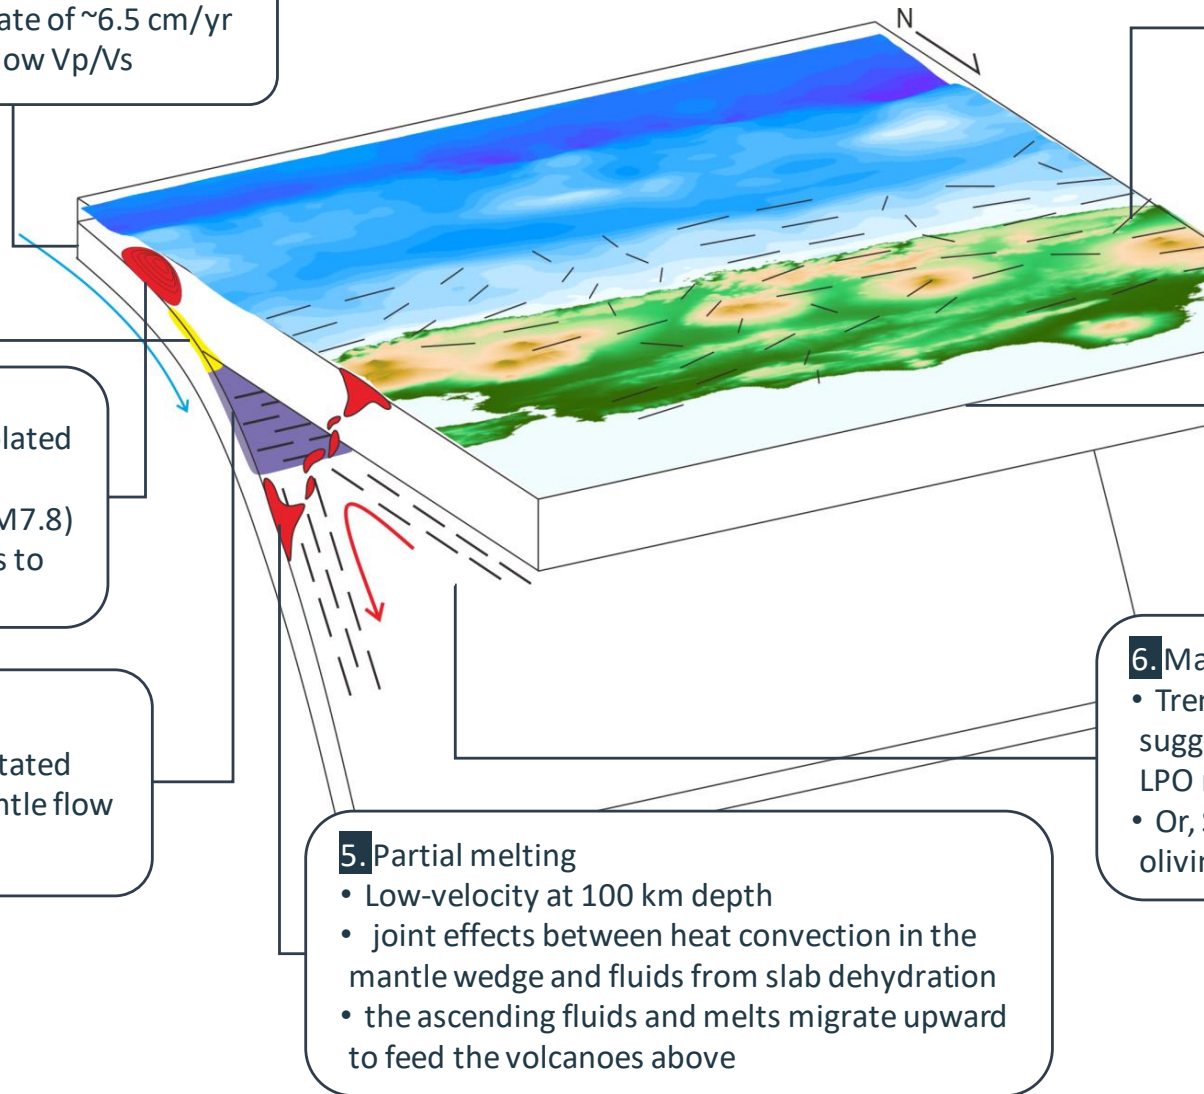 ate of ~6.5 cm/yr
ow Vp/Vs
N
lated
M7.8)
s to
tated
ntle flow
5. Partial melting
• Low-velocity at 100 km depth
• joint effects between heat convection in the
mantle wedge and fluids from slab dehydration
• the ascending fluids and melts migrate upward
to feed the volcanoes above
6. Ma
• Tren
sugg
LPO
• Or,
olivin